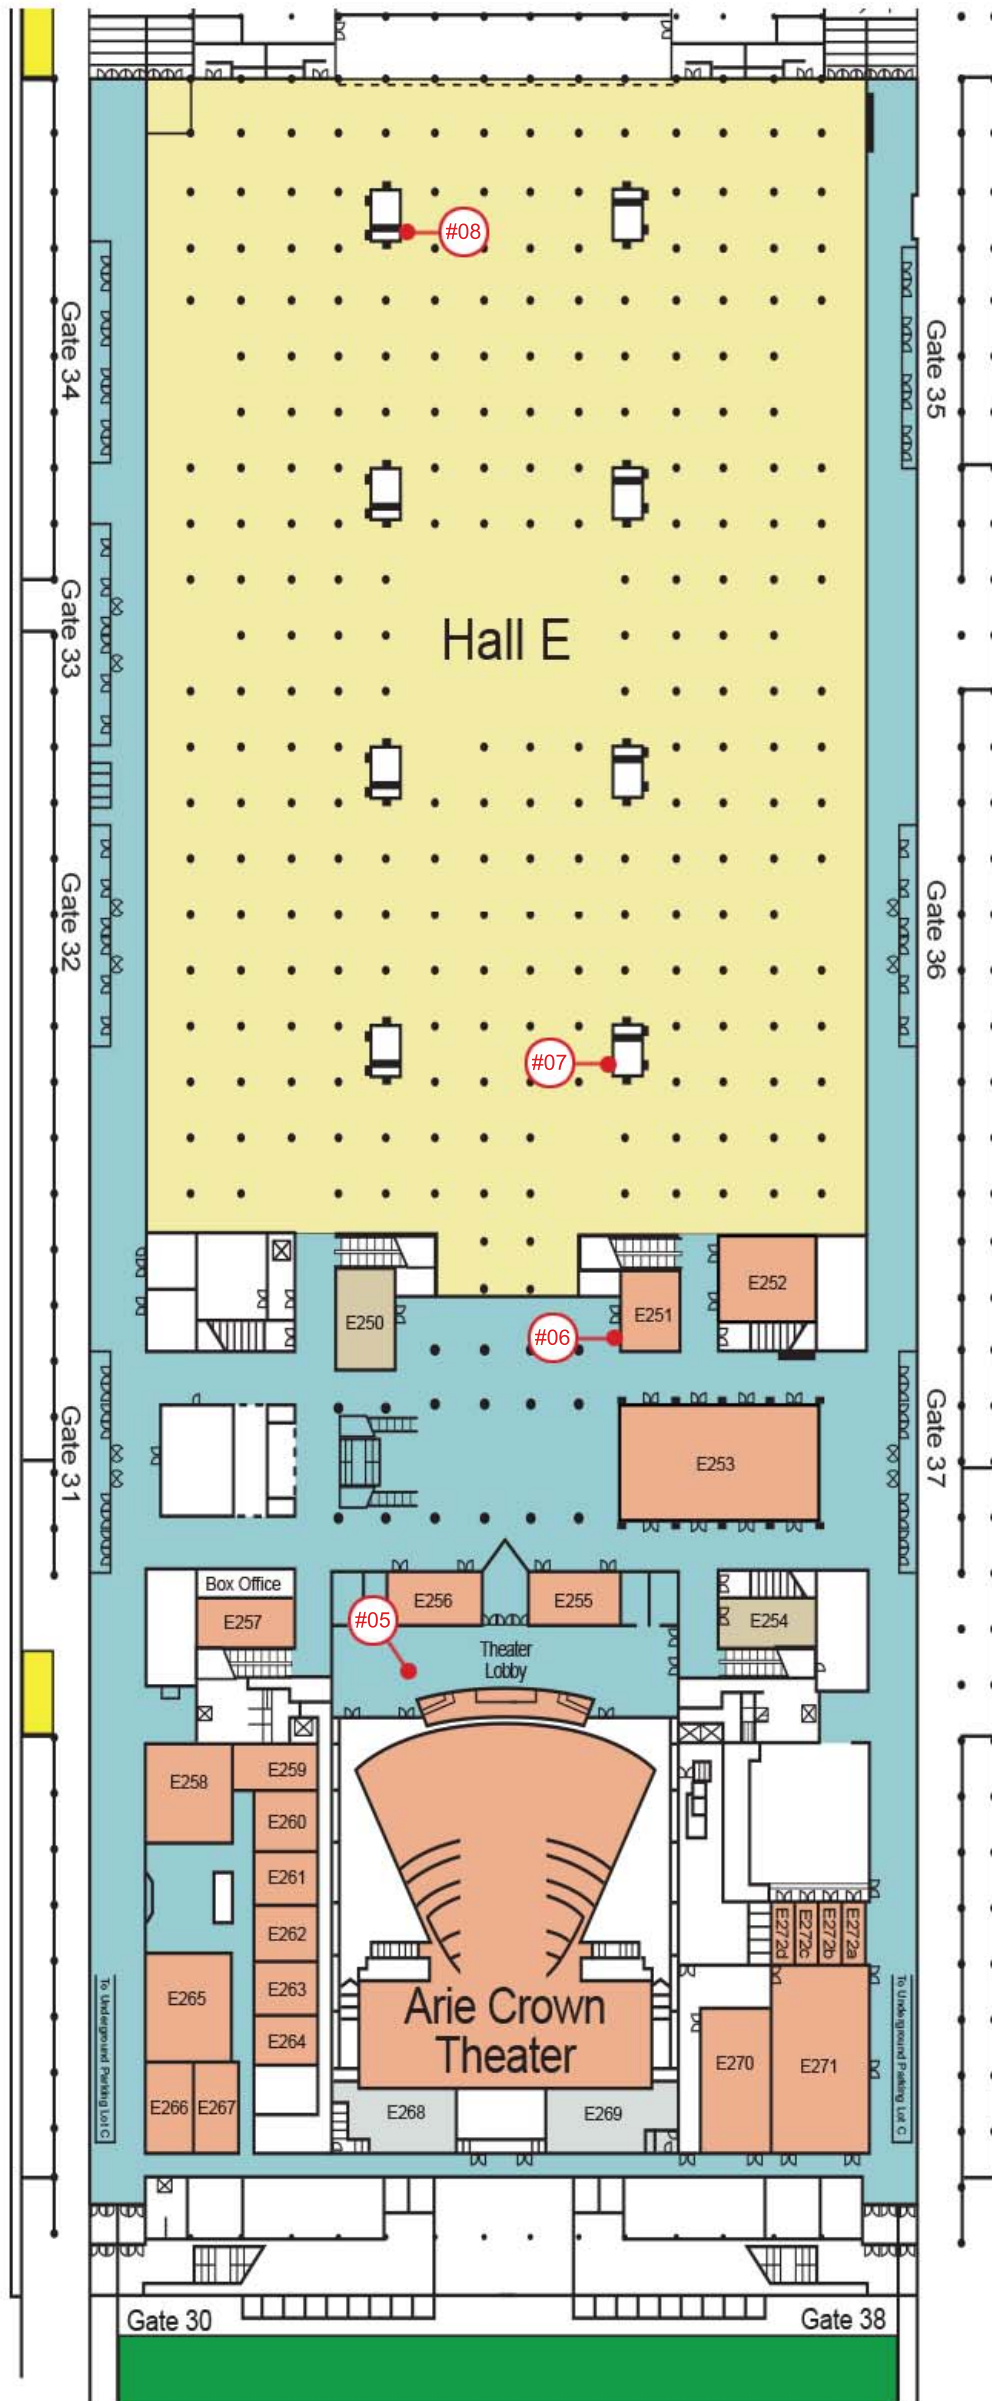 #08
Gate 34
Gate 35
Gate 33
Hall E
Gate 32
Gate 36
#07
E252
E251
E250
#06
Gate 31
Gate 37
E253
Box Office
E256
E255
E257
E254
#05
Theater
Lobby
E258
E259
E260
E261
E262
E263
E264
E265
E266
E267
E272d
E272c
E272b
E272a
Arie Crown
Theater
E270
E271
E268
E269
To Underground Parking Lot C
To Underground Parking Lot C
Gate 30
Gate 38